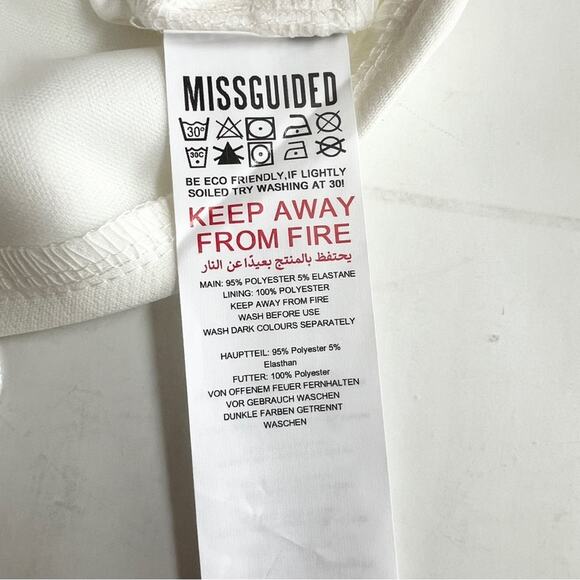 MISSGUIDED
30°
30C
BE ECO FRIENDLY,IF LIGHTLY
SOILED TRY WASHING AT 30!
KEEP AWAY
FROM FIRE
يحتفظ بالمنتج بعيدًا عن النار
MAIN: 95% POLYESTER 5% ELASTANE
LINING: 100% POLYESTER
KEEP AWAY FROM FIRE
WASH BEFORE USE
WASH DARK COLOURS SEPARATELY
HAUPTTEIL: 95% Polyester 5%
Elasthan
FUTTER: 100% Polyester
VON OFFENEM FEUER FERNHALTEN
VOR GEBRAUCH WASCHEN
DUNKLE FARBEN GETRENNT
WASCHEN